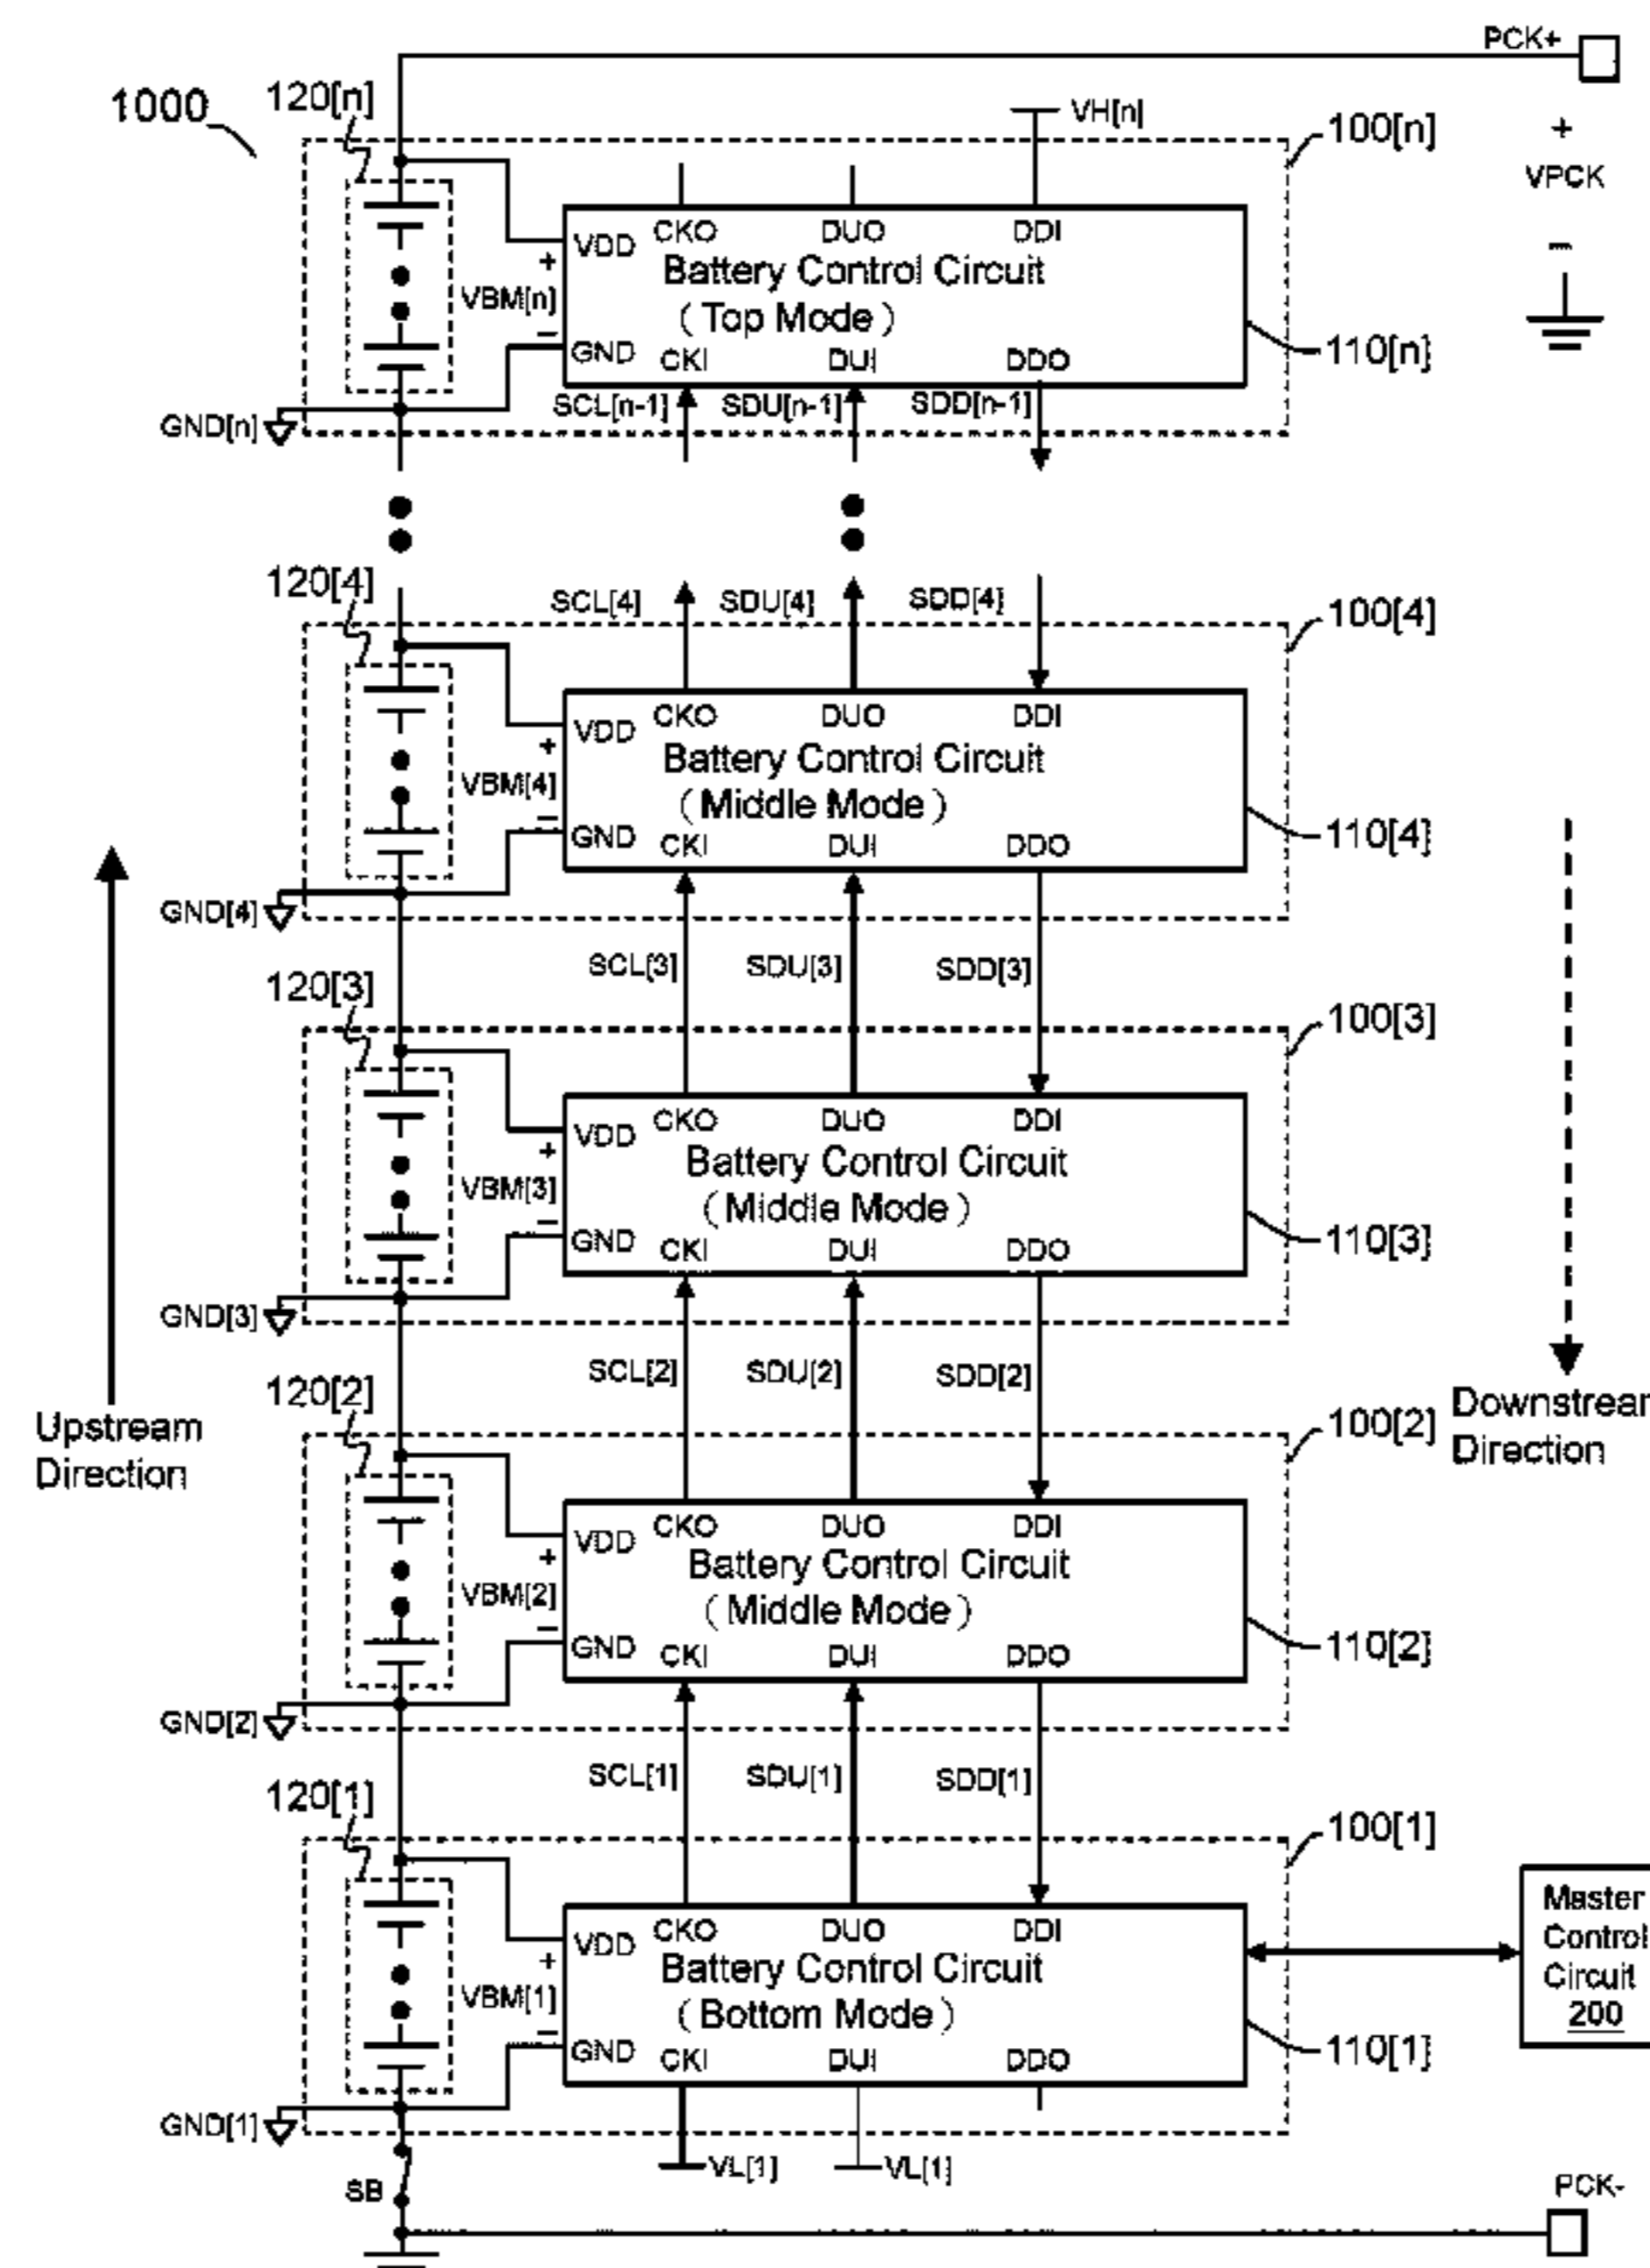 PCK+
120[n]
1000
VH[n]
100[n]
+
VPCK
−
VDD
CKO
DUO
DDI
+
Battery Control Circuit
VBM[n]
(Top Mode)
−
GND
CKI
DUI
DDO
110[n]
SCL[n-1]
SDU[n-1]
SDD[n-1]
GND[n]
120[4]
SCL[4]
SDU[4]
SDD[4]
100[4]
VDD
CKO
DUO
DDI
+
Battery Control Circuit
VBM[4]
(Middle Mode)
−
GND
CKI
DUI
DDO
110[4]
GND[4]
SCL[3]
SDU[3]
SDD[3]
120[3]
100[3]
VDD
CKO
DUO
DDI
+
Battery Control Circuit
VBM[3]
(Middle Mode)
−
GND
CKI
DUI
DDO
110[3]
GND[3]
SCL[2]
SDU[2]
SDD[2]
120[2]
Upstream
Direction
Downstream
Direction
100[2]
VDD
CKO
DUO
DDI
+
Battery Control Circuit
VBM[2]
(Middle Mode)
−
GND
CKI
DUI
DDO
110[2]
GND[2]
SCL[1]
SDU[1]
SDD[1]
120[1]
100[1]
VDD
CKO
DUO
DDI
+
Battery Control Circuit
VBM[1]
(Bottom Mode)
−
GND
CKI
DUI
DDO
110[1]
Master
Control
Circuit
200
GND[1]
VL[1]
VL[1]
SB
PCK-